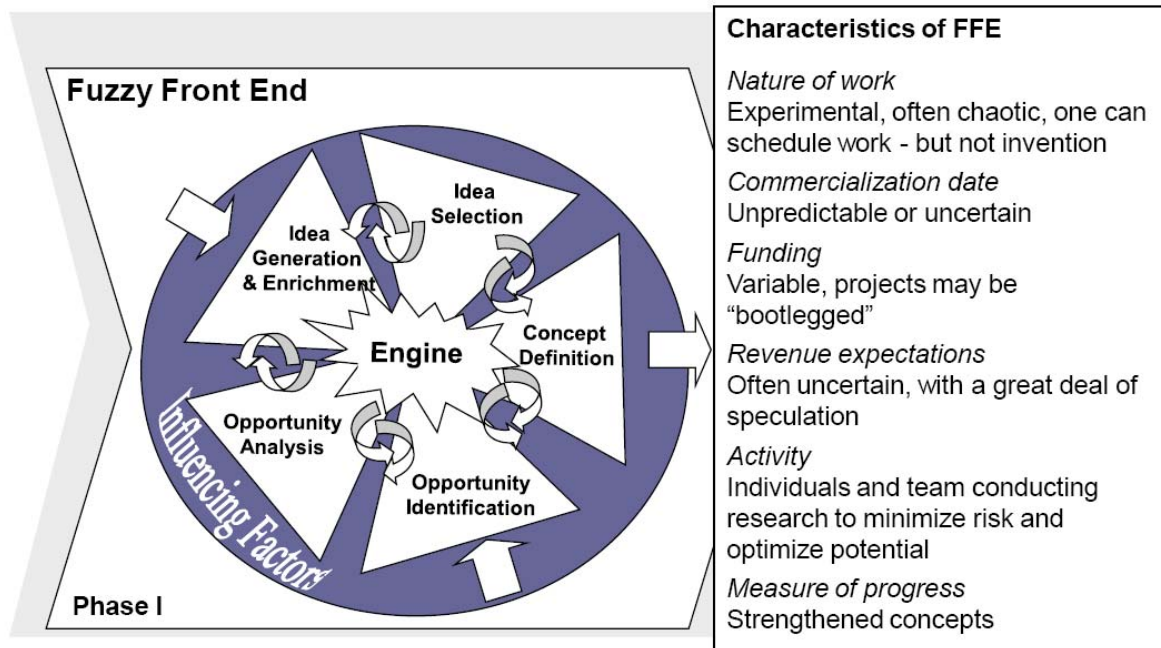 Fuzzy Front End
Idea
Selection
Idea
Generation
& Enrichment
Engine
Concept
Definition
Opportunity
Analysis
Opportunity
Identification
Influencing Factors
Phase I
Characteristics of FFE
Nature of work
Experimental, often chaotic, one can
schedule work - but not invention
Commercialization date
Unpredictable or uncertain
Funding
Variable, projects may be
“bootlegged”
Revenue expectations
Often uncertain, with a great deal of
speculation
Activity
Individuals and team conducting
research to minimize risk and
optimize potential
Measure of progress
Strengthened concepts